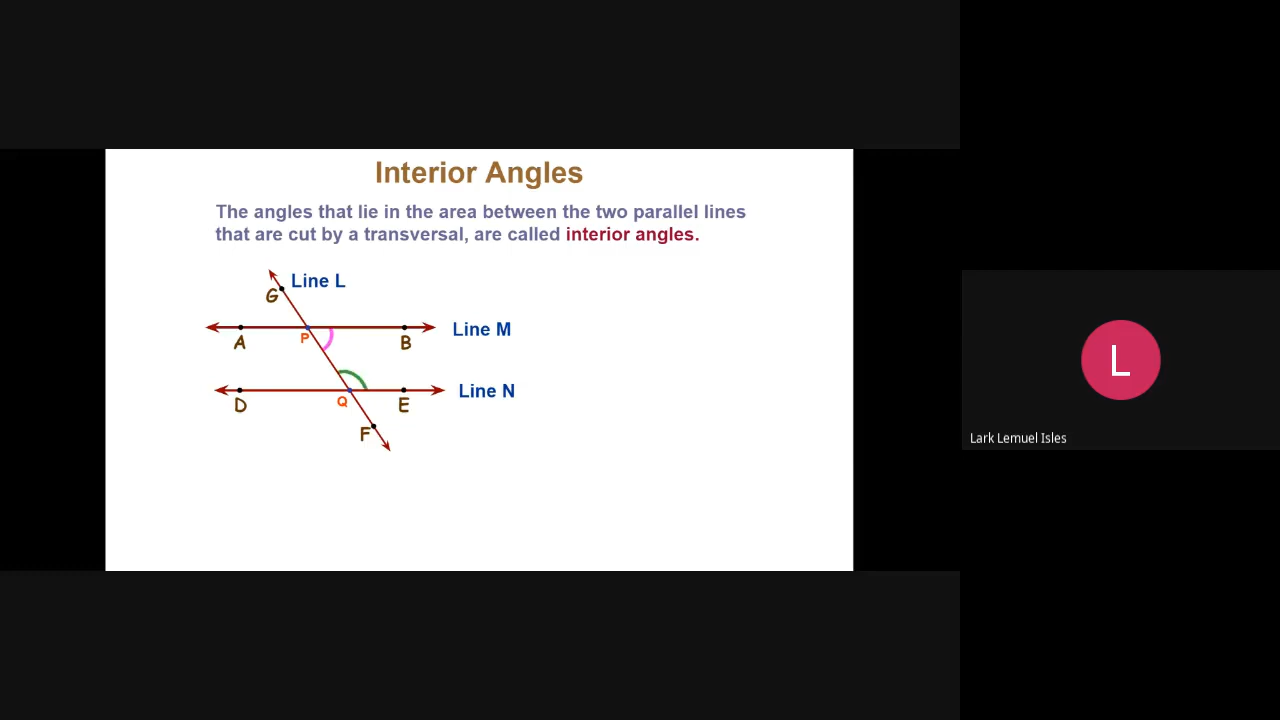 Interior Angles
The angles that lie in the area between the two parallel lines
that are cut by a transversal, are called interior angles.
Line L
G
Line M
A
P
B
Line N
D
Q
E
F
L
Lark Lemuel Isles